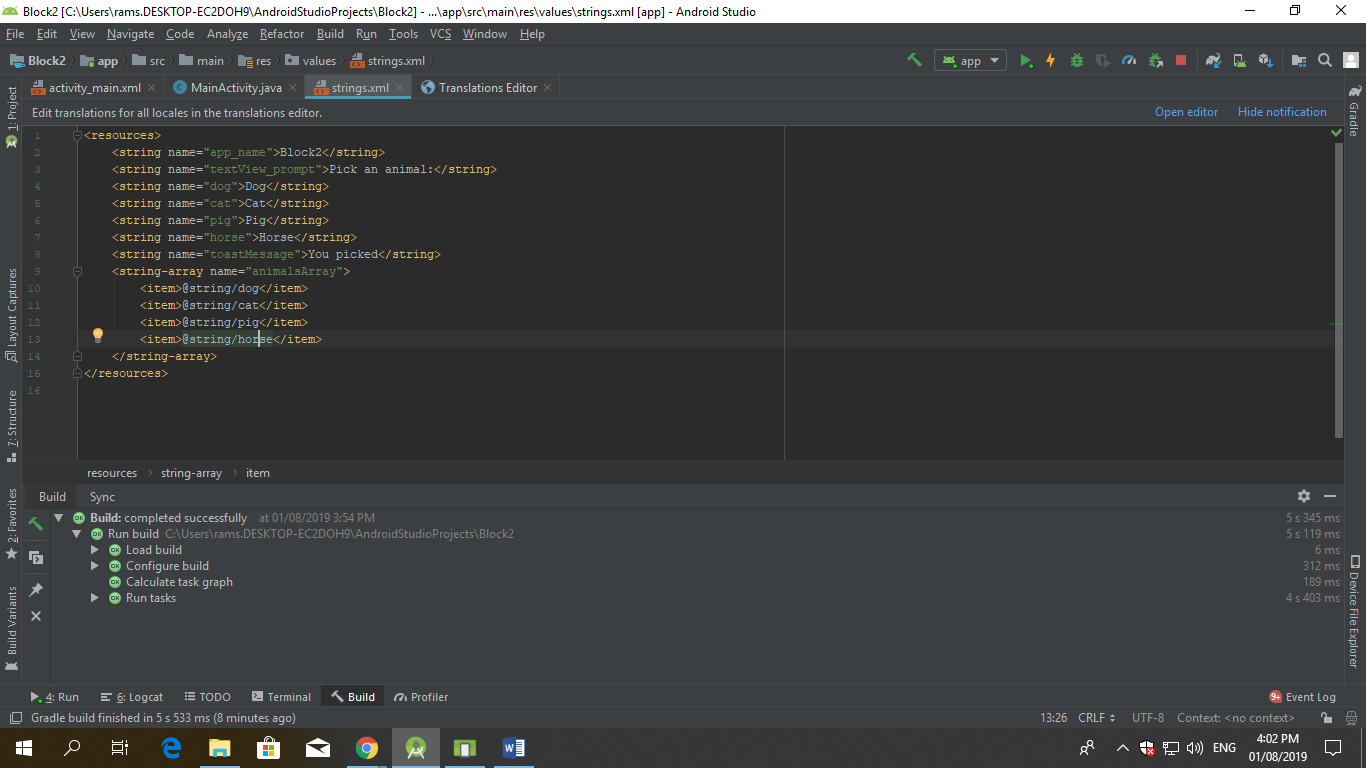 Block2 [C:\Users\rams.DESKTOP-EC2DOH9\AndroidStudioProjects\Block2] - ...\app\src\main\res\values\strings.xml [app] - Android Studio
File Edit View Navigate Code Analyze Refactor Build Run Tools VCS Window Help
Block2 app src main res values strings.xml app
activity_main.xml MainActivity.java strings.xml Translations Editor
Edit translations for all locales in the translations editor. Open editor Hide notification
1 <resources>
2 <string name="app_name">Block2</string>
3 <string name="textView_prompt">Pick an animal:</string>
4 <string name="dog">Dog</string>
5 <string name="cat">Cat</string>
6 <string name="pig">Pig</string>
7 <string name="horse">Horse</string>
8 <string name="toastMessage">You picked</string>
9 <string-array name="animalsArray">
10 <item>@string/dog</item>
11 <item>@string/cat</item>
12 <item>@string/pig</item>
13 <item>@string/horse</item>
14 </string-array>
15 </resources>
16
resources string-array item
Build Sync
Build: completed successfully at 01/08/2019 3:54 PM 5 s 345 ms
Run build C:\Users\rams.DESKTOP-EC2DOH9\AndroidStudioProjects\Block2 5 s 119 ms
Load build 6 ms
Configure build 312 ms
Calculate task graph 189 ms
Run tasks 4 s 403 ms
1: Project
Layout Captures
7: Structure
2: Favorites
Build Variants
Gradle
Device File Explorer
4: Run 6: Logcat TODO Terminal Build Profiler 9+ Event Log
Gradle build finished in 5 s 533 ms (8 minutes ago) 13:26 CRLF UTF-8 Context: <no context>
ENG 4:02 PM
01/08/2019